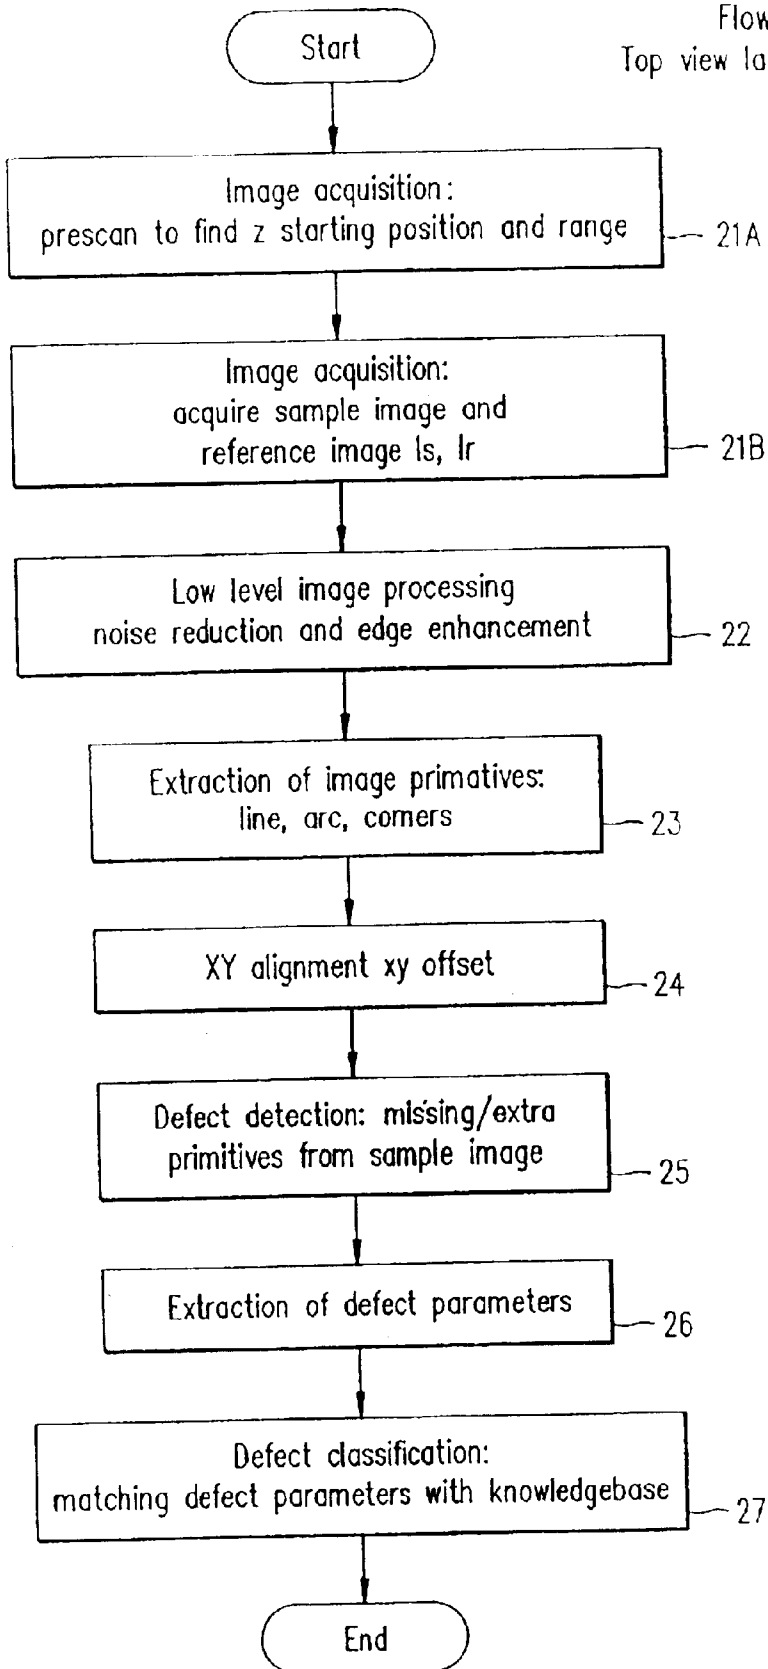 Flow
Top view la
Start
Image acquisition:
prescan to find z starting position and range
21A
Image acquisition:
acquire sample image and
reference image Is, Ir
21B
Low level image processing
noise reduction and edge enhancement
22
Extraction of image primatives:
line, arc, corners
23
XY alignment xy offset
24
Defect detection: missing/extra
primitives from sample image
25
Extraction of defect parameters
26
Defect classification:
matching defect parameters with knowledgebase
27
End